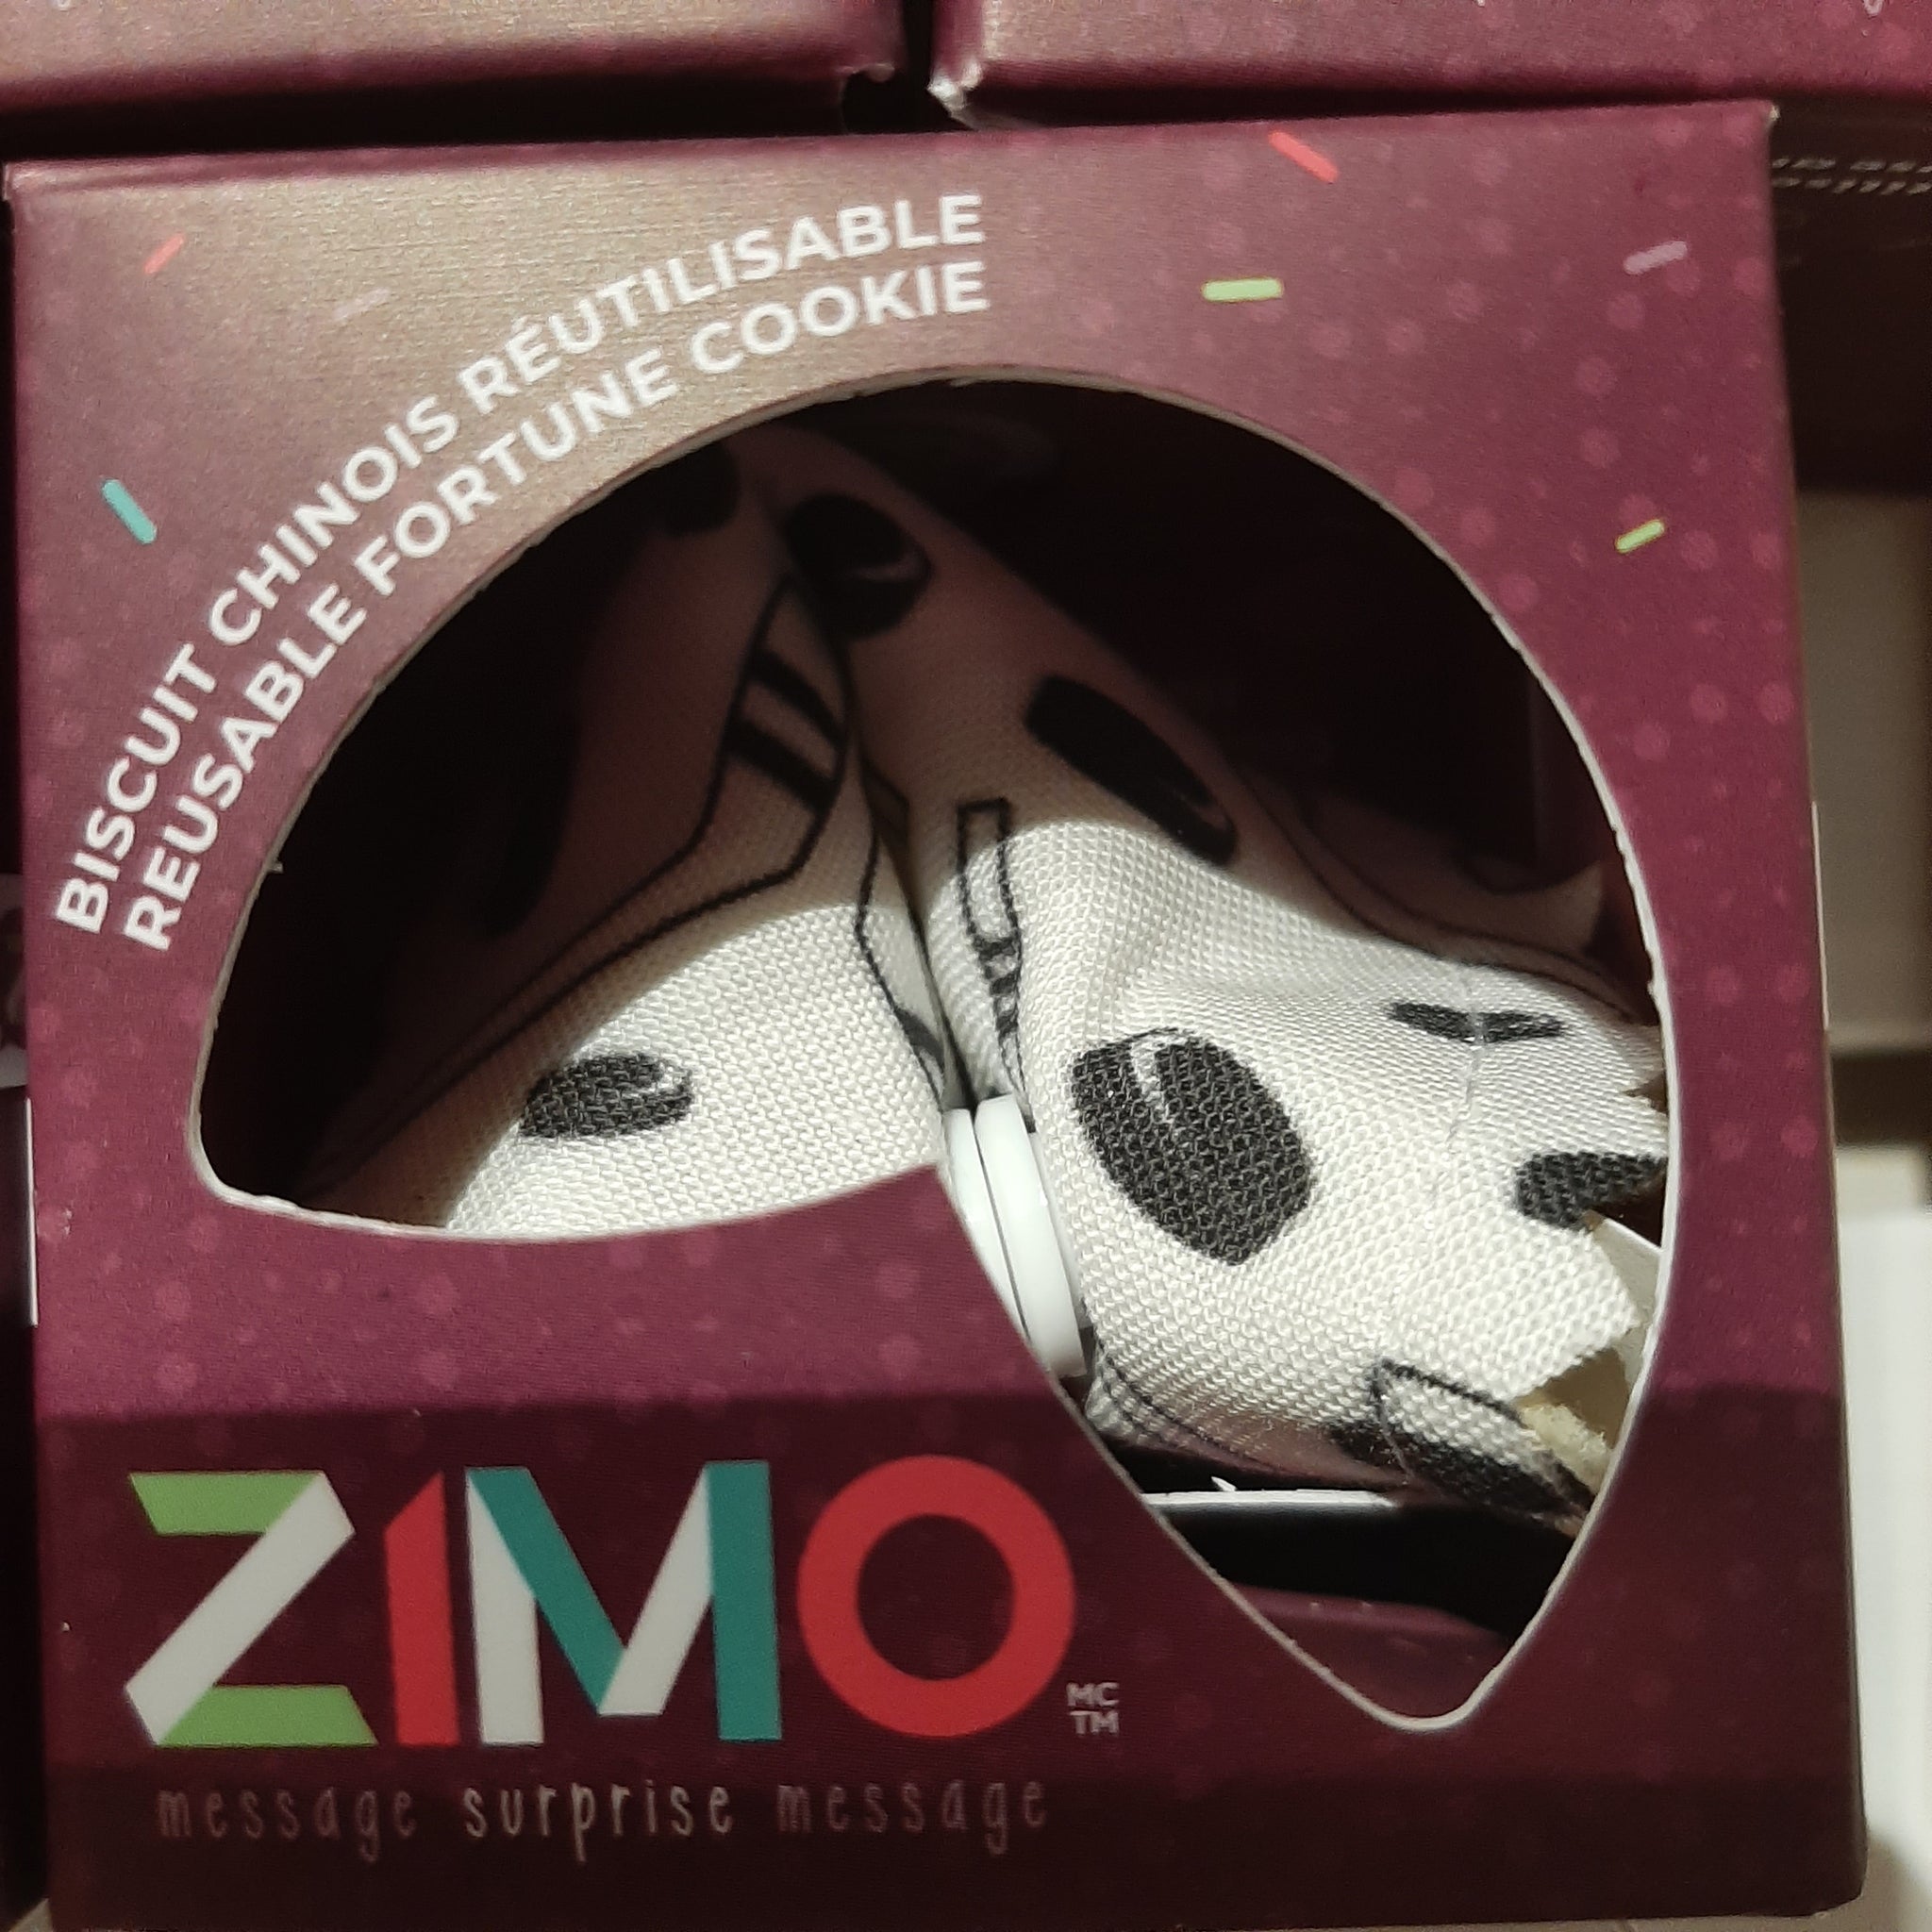 BISCUIT CHINOIS RÉUTILISABLE
REUSABLE FORTUNE COOKIE
ZIMO
MC
TM
message surprise message